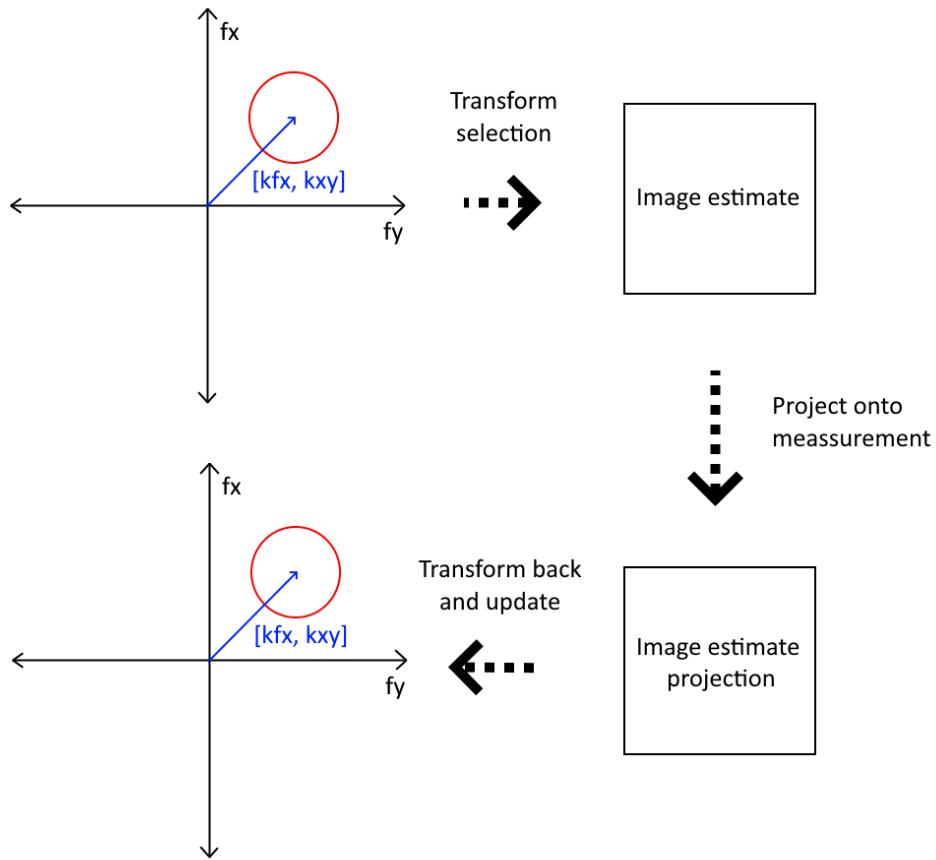 fx
[kfx, kxy]
fy
Transform
selection
Image estimate
Project onto
meassurement
fx
[kfx, kxy]
fy
Transform back
and update
Image estimate
projection